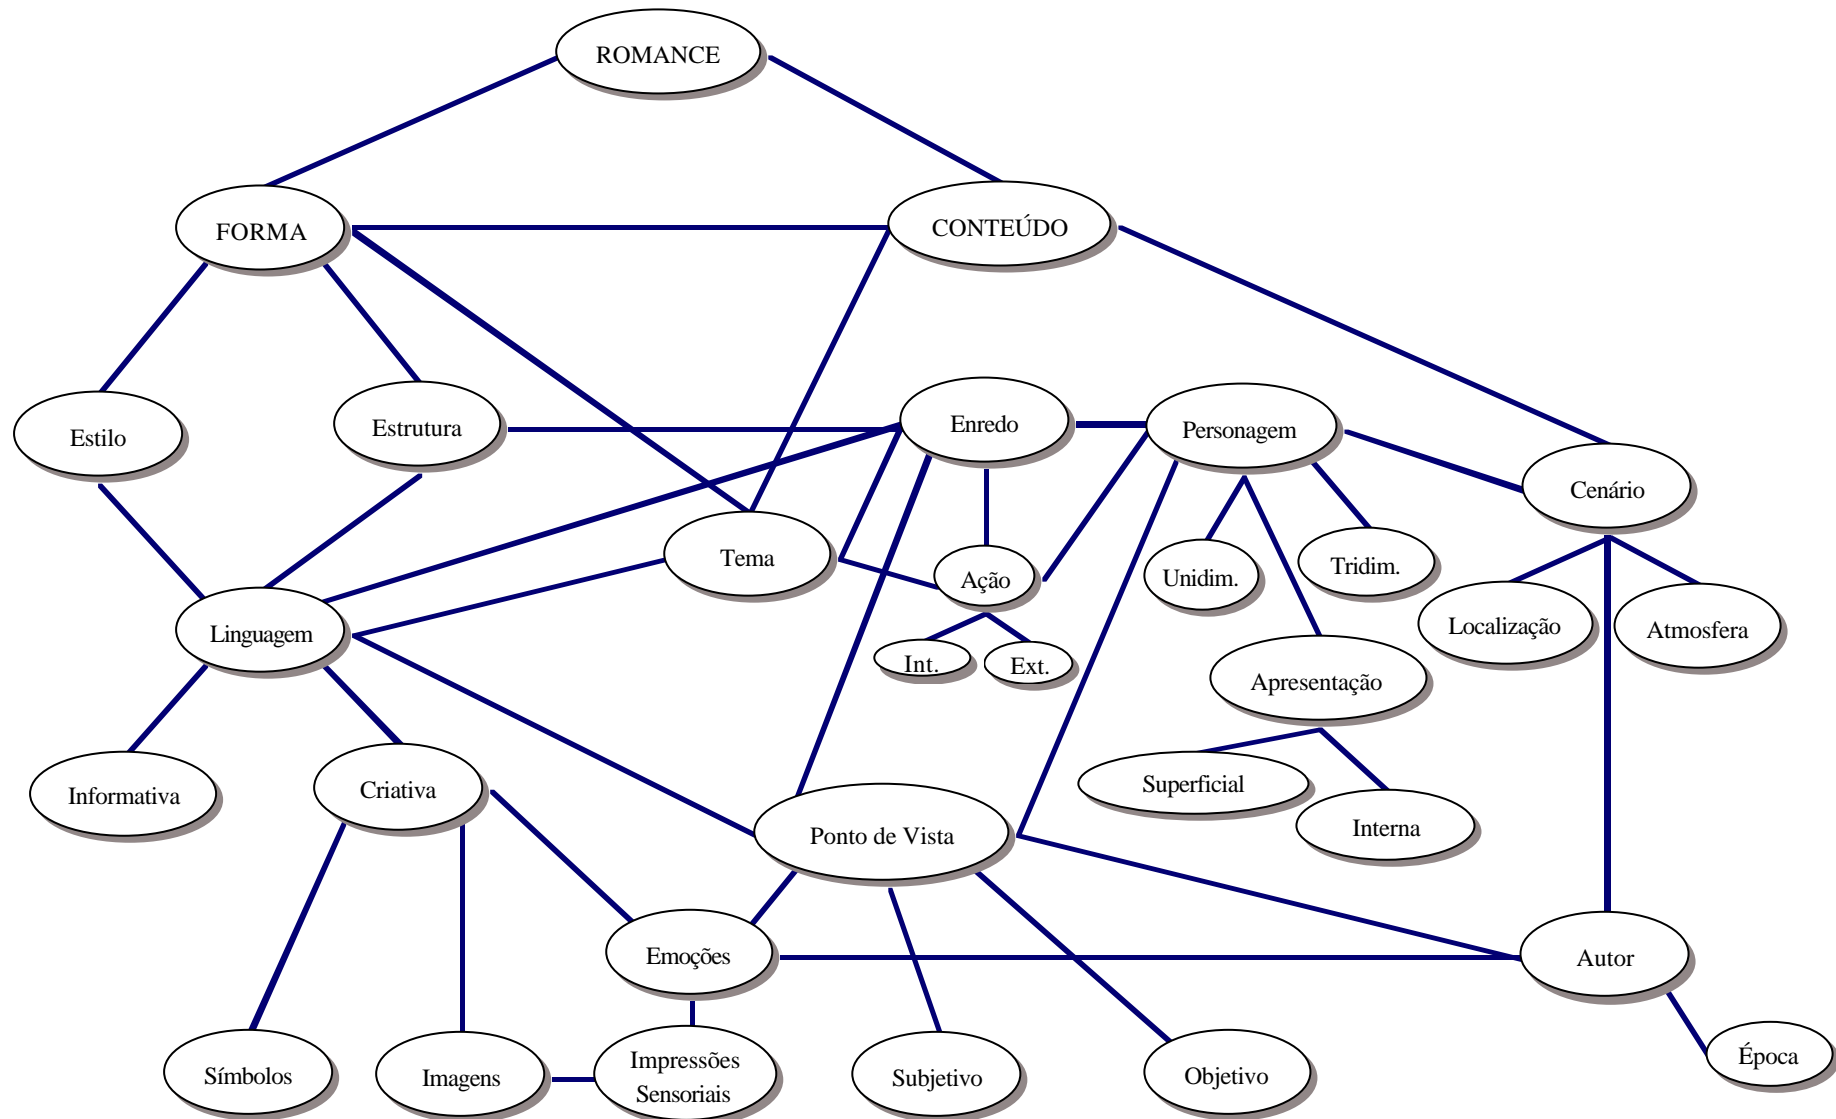 ROMANCE
FORMA
CONTEÚDO
Estilo
Estrutura
Enredo
Personagem
Cenário
Tema
Ação
Unidim.
Tridim.
Linguagem
Localização
Atmosfera
Int.
Ext.
Apresentação
Informativa
Criativa
Superficial
Interna
Ponto de Vista
Emoções
Autor
Símbolos
Imagens
Impressões
Sensoriais
Subjetivo
Objetivo
Época